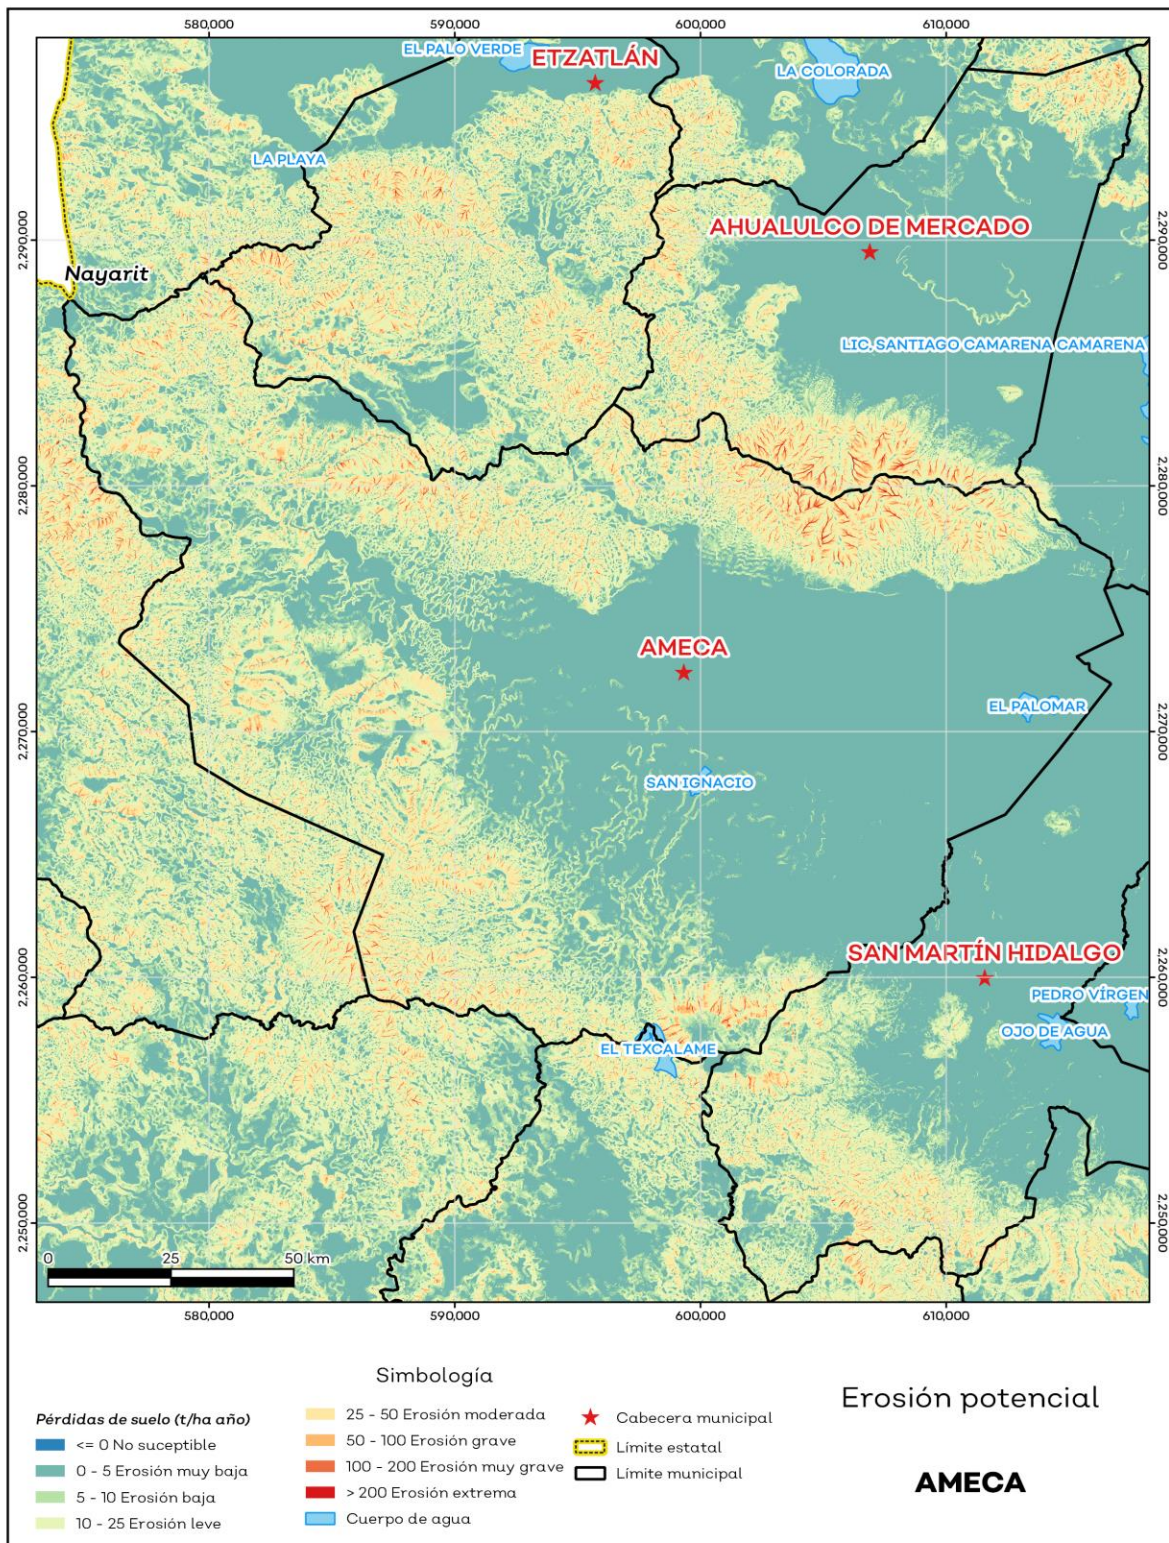 580,000
590,000
600,000
610,000
EL PALO VERDE
ETZATLÁN
LA COLORADA
LA PLAYA
AHUALULCO DE MERCADO
2,290,000
2,290,000
Nayarit
LIC. SANTIAGO CAMARENA CAMARENA
2,280,000
2,280,000
AMECA
EL PALOMAR
2,270,000
2,270,000
SAN IGNACIO
SAN MARTÍN HIDALGO
2,260,000
2,260,000
PEDRO VÍRGEN
OJO DE AGUA
EL TEXCALAME
2,250,000
2,250,000
0 25 50 km
580,000
590,000
600,000
610,000
Simbología
Pérdidas de suelo (t/ha año)
<= 0 No suceptible
0 - 5 Erosión muy baja
5 - 10 Erosión baja
10 - 25 Erosión leve
25 - 50 Erosión moderada
50 - 100 Erosión grave
100 - 200 Erosión muy grave
> 200 Erosión extrema
Cuerpo de agua
Cabecera municipal
Límite estatal
Límite municipal
Erosión potencial
AMECA